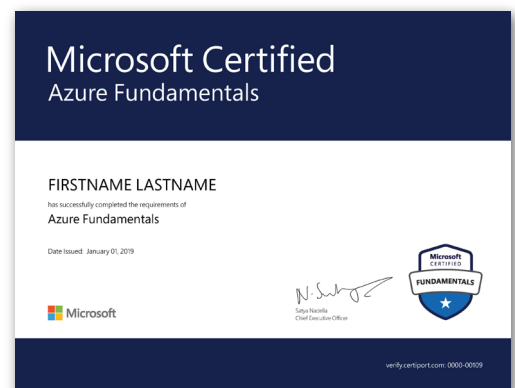 Microsoft Certified
Azure Fundamentals
FIRSTNAME LASTNAME
has successfully completed the requirements of
Azure Fundamentals
Date Issued: January 01, 2019
Microsoft
CERTIFIED
FUNDAMENTALS
N. Satya
Satya Nadella
Chief Executive Officer
Microsoft
verify.certiport.com: 0000-00109